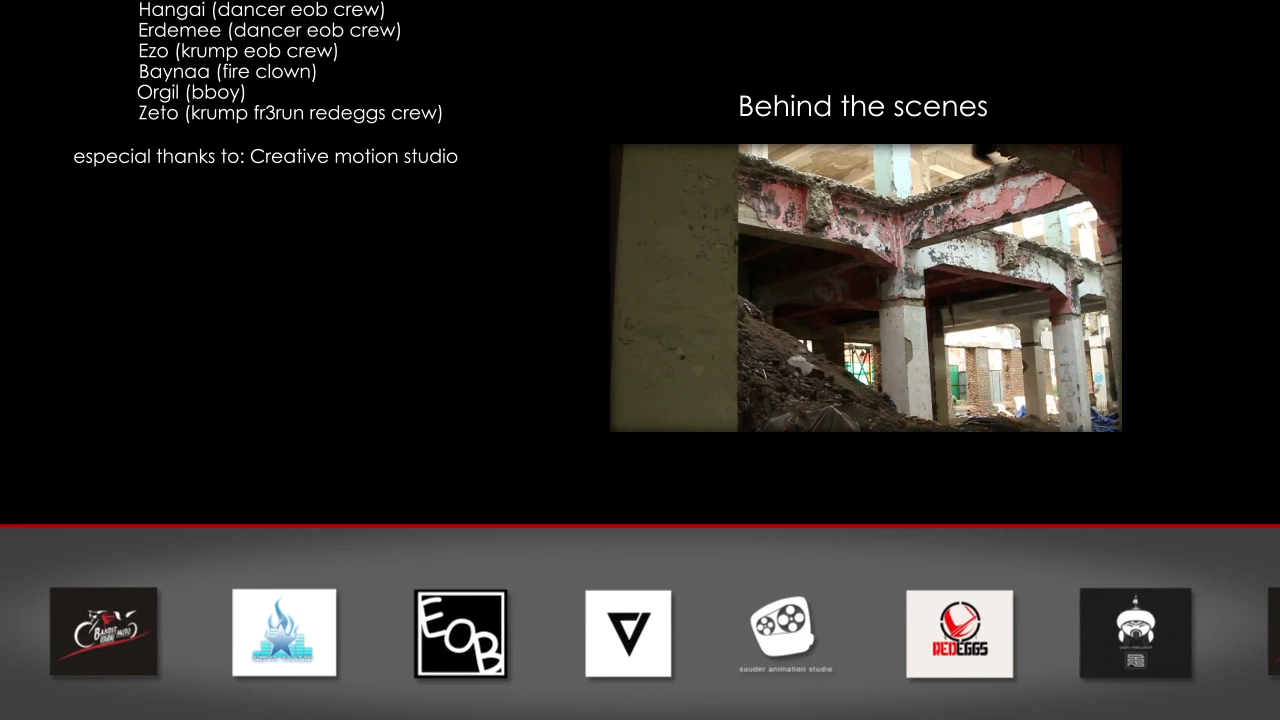 Hangai (dancer eob crew)
Erdemee (dancer eob crew)
Ezo (krump eob crew)
Baynaa (fire clown)
Orgil (bboy)
Zeto (krump fr3run redeggs crew)
especial thanks to: Creative motion studio
Behind the scenes
BANDIT
EOB
suuder animation studio
REDEGGS